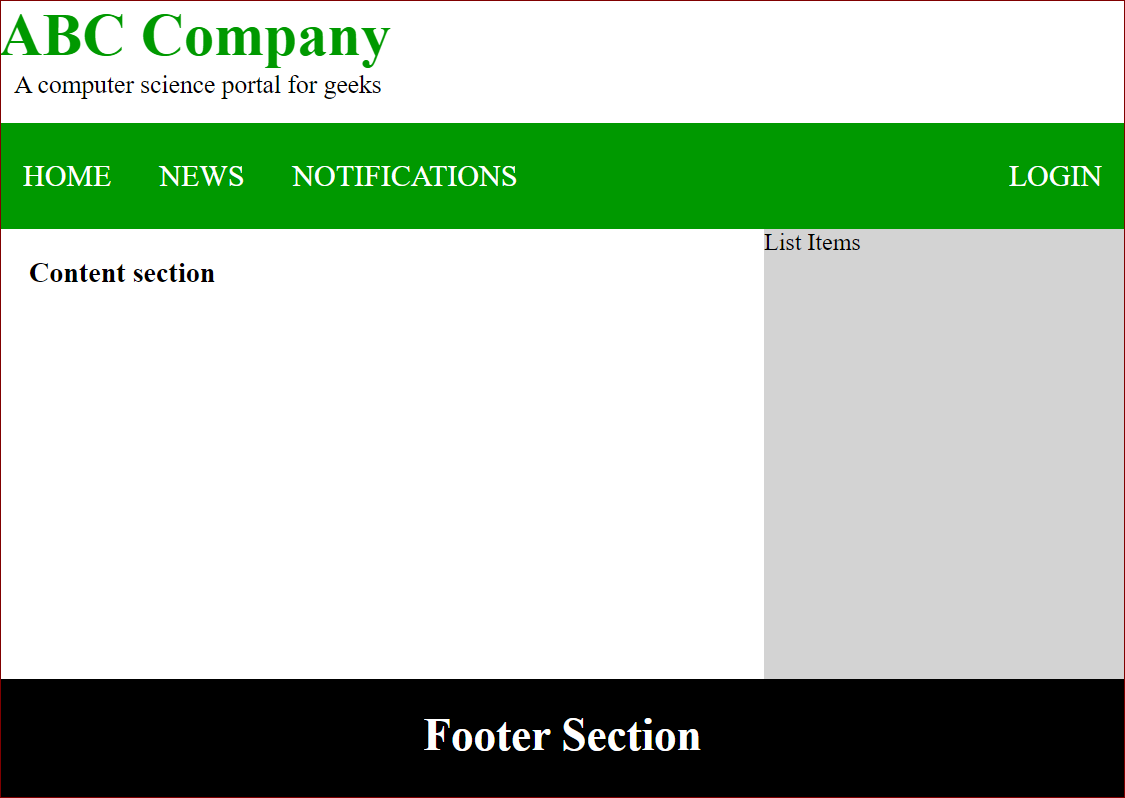 ABC Company
A computer science portal for geeks
HOME NEWS NOTIFICATIONS LOGIN
Content section
List Items
Footer Section